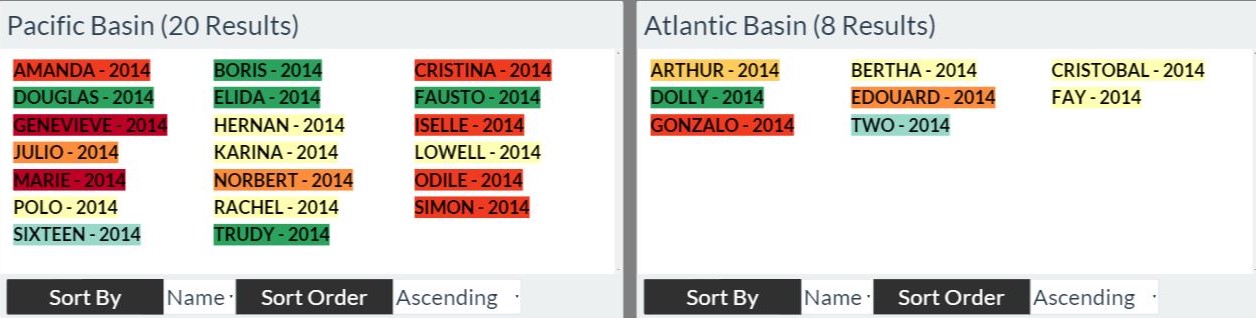 Pacific Basin (20 Results)
AMANDA - 2014 BORIS - 2014 CRISTINA - 2014
DOUGLAS - 2014 ELIDA - 2014 FAUSTO - 2014
GENEVIEVE - 2014 HERNAN - 2014 ISELLE - 2014
JULIO - 2014 KARINA - 2014 LOWELL - 2014
MARIE - 2014 NORBERT - 2014 ODILE - 2014
POLO - 2014 RACHEL - 2014 SIMON - 2014
SIXTEEN - 2014 TRUDY - 2014
Sort By Name Sort Order Ascending
Atlantic Basin (8 Results)
ARTHUR - 2014 BERTHA - 2014 CRISTOBAL - 2014
DOLLY - 2014 EDOUARD - 2014 FAY - 2014
GONZALO - 2014 TWO - 2014
Sort By Name Sort Order Ascending